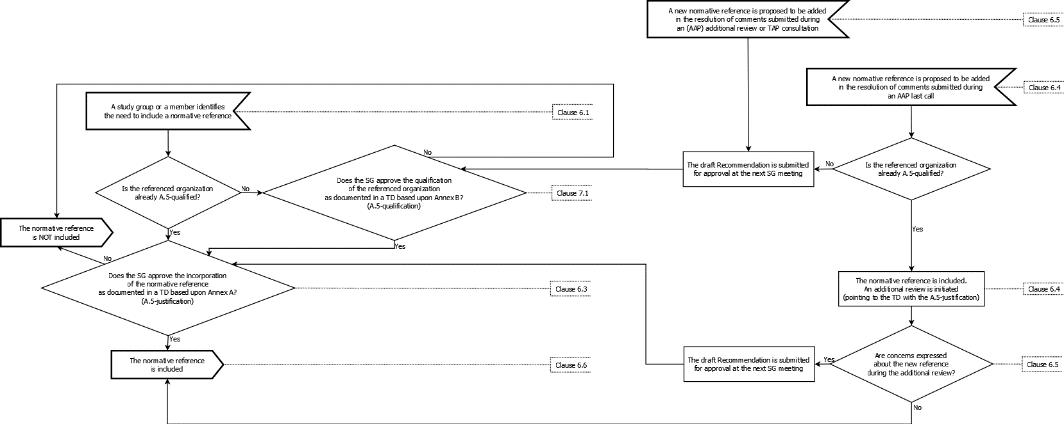 A new normative reference is proposed to be added
in the resolution of comments submitted during
an (AAP) additional review or TAP consultation
Clause 6.5
A new normative reference is proposed to be added
in the resolution of comments submitted during
an AAP last call
Clause 6.4
A study group or a member identifies
the need to include a normative reference
Clause 6.1
No
Is the referenced organization
already A.5-qualified?
No
Does the SG approve the qualification
of the referenced organization
as documented in a TD based upon Annex B?
(A.5-qualification)
Clause 7.1
The draft Recommendation is submitted
for approval at the next SG meeting
No
Is the referenced organization
already A.5-qualified?
Yes
The normative reference
is NOT included
Yes
Yes
No
Does the SG approve the incorporation
of the normative reference
as documented in a TD based upon Annex A?
(A.5-justification)
Clause 6.3
The normative reference is included.
An additional review is initiated
(pointing to the TD with the A.5-justification)
Clause 6.4
Yes
The normative reference
is included
Clause 6.6
The draft Recommendation is submitted
for approval at the next SG meeting
Yes
Are concerns expressed
about the new reference
during the additional review?
Clause 6.5
No